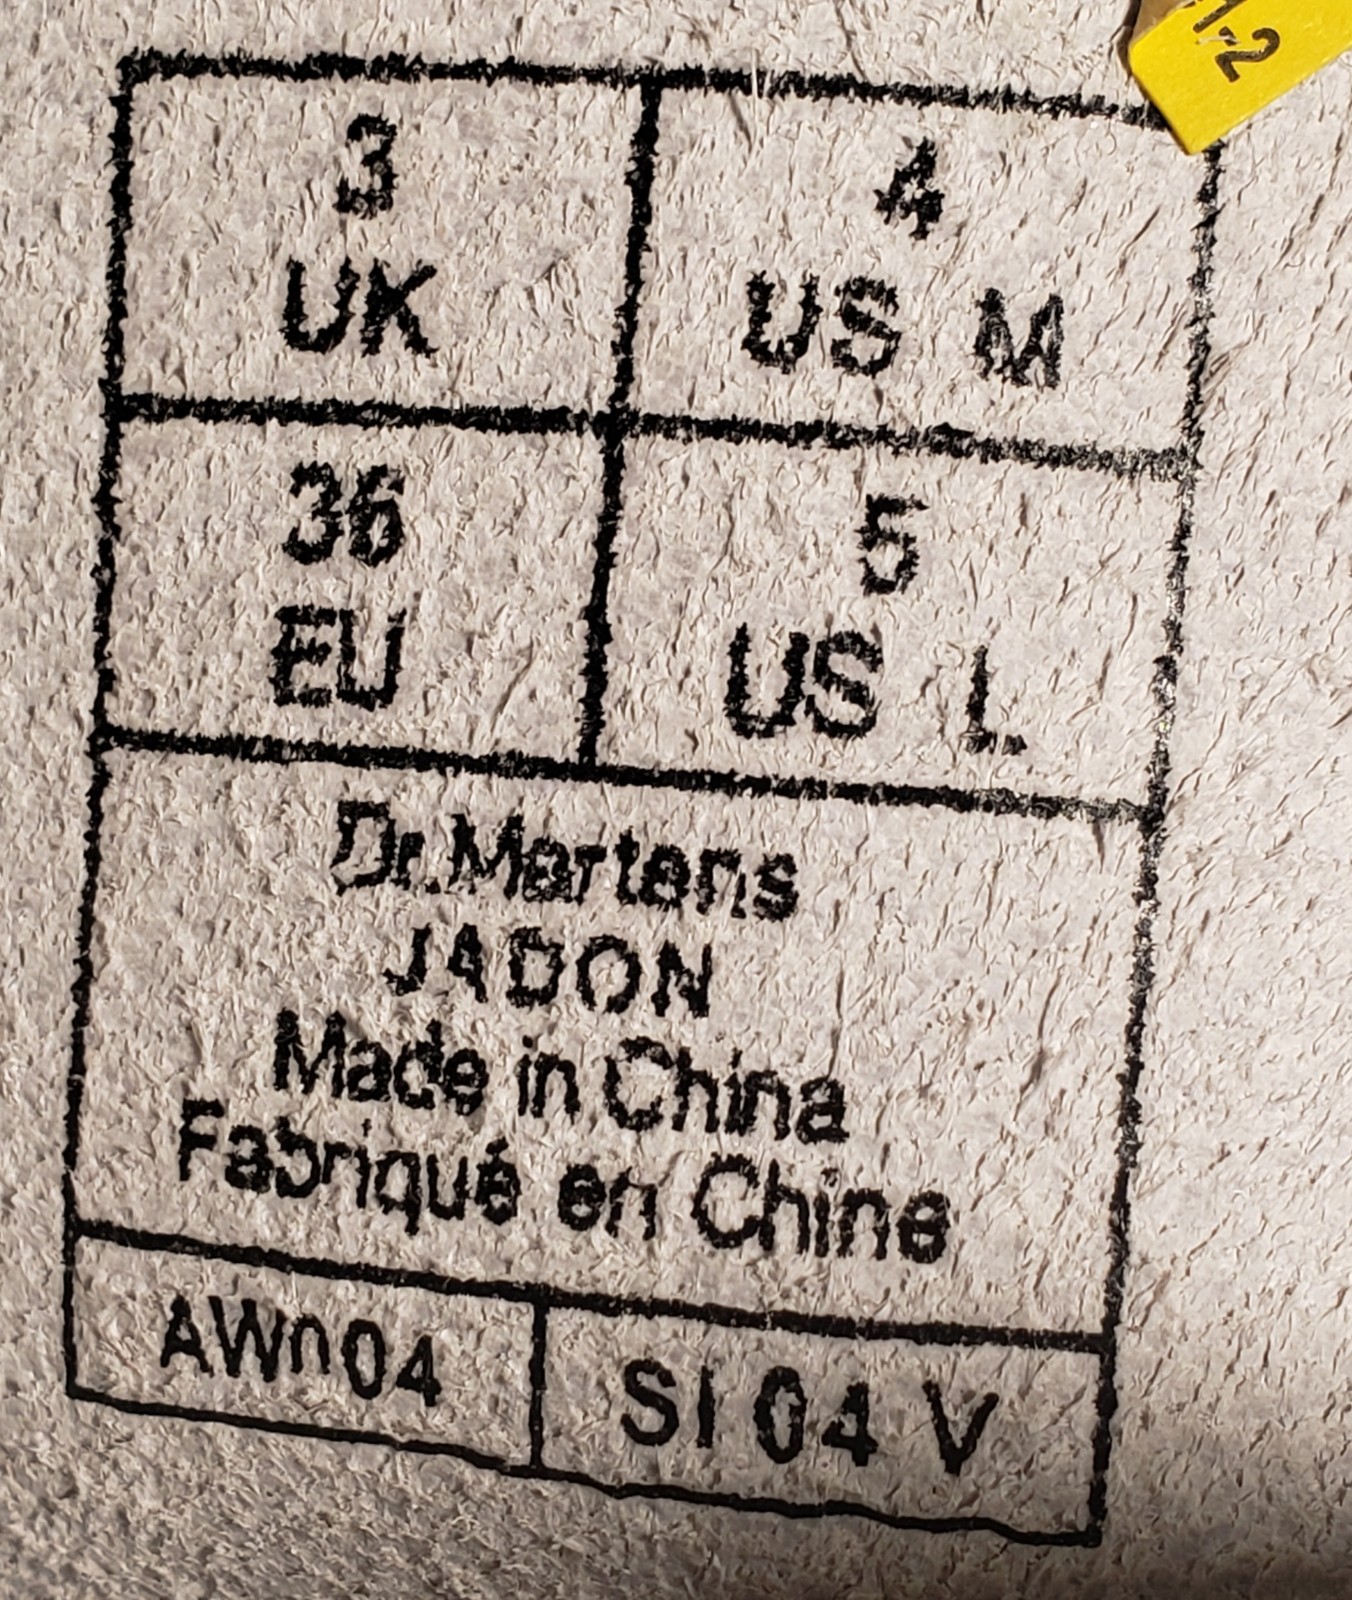 3
UK
4
US M
36
EU
5
US L
Dr.Martens
JADON
Made in China
Fabriqué en Chine
AWn04
SI 04 V